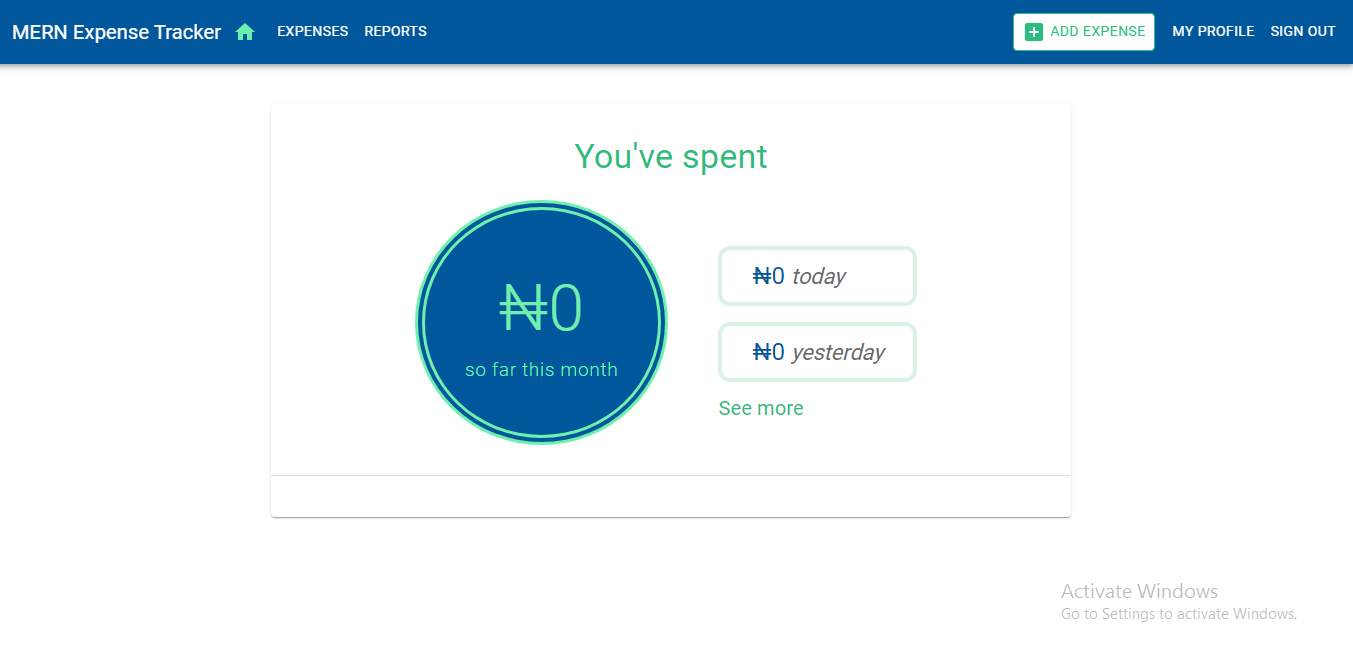 MERN Expense Tracker EXPENSES REPORTS ADD EXPENSE MY PROFILE SIGN OUT
You've spent
₦0
so far this month
₦0 today
₦0 yesterday
See more
Activate Windows
Go to Settings to activate Windows.